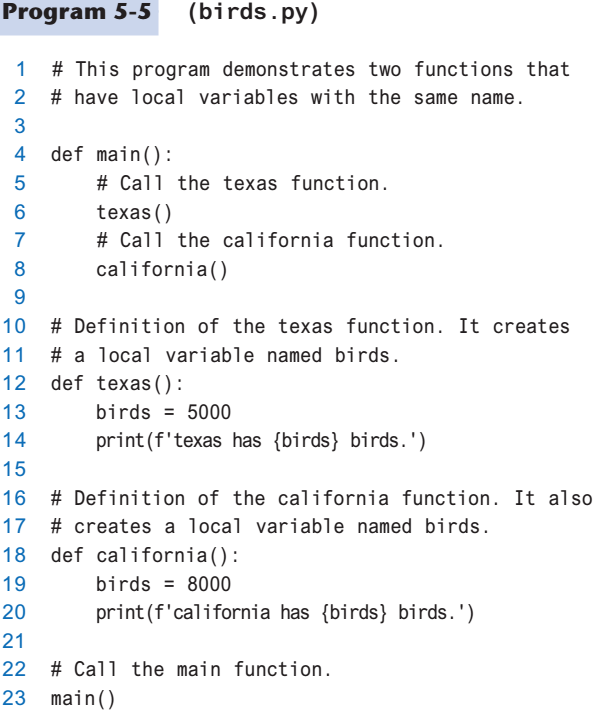 Program 5-5 (birds.py)
1 # This program demonstrates two functions that
2 # have local variables with the same name.
3
4 def main():
5     # Call the texas function.
6     texas()
7     # Call the california function.
8     california()
9
10 # Definition of the texas function. It creates
11 # a local variable named birds.
12 def texas():
13     birds = 5000
14     print(f'texas has {birds} birds.')
15
16 # Definition of the california function. It also
17 # creates a local variable named birds.
18 def california():
19     birds = 8000
20     print(f'california has {birds} birds.')
21
22 # Call the main function.
23 main()